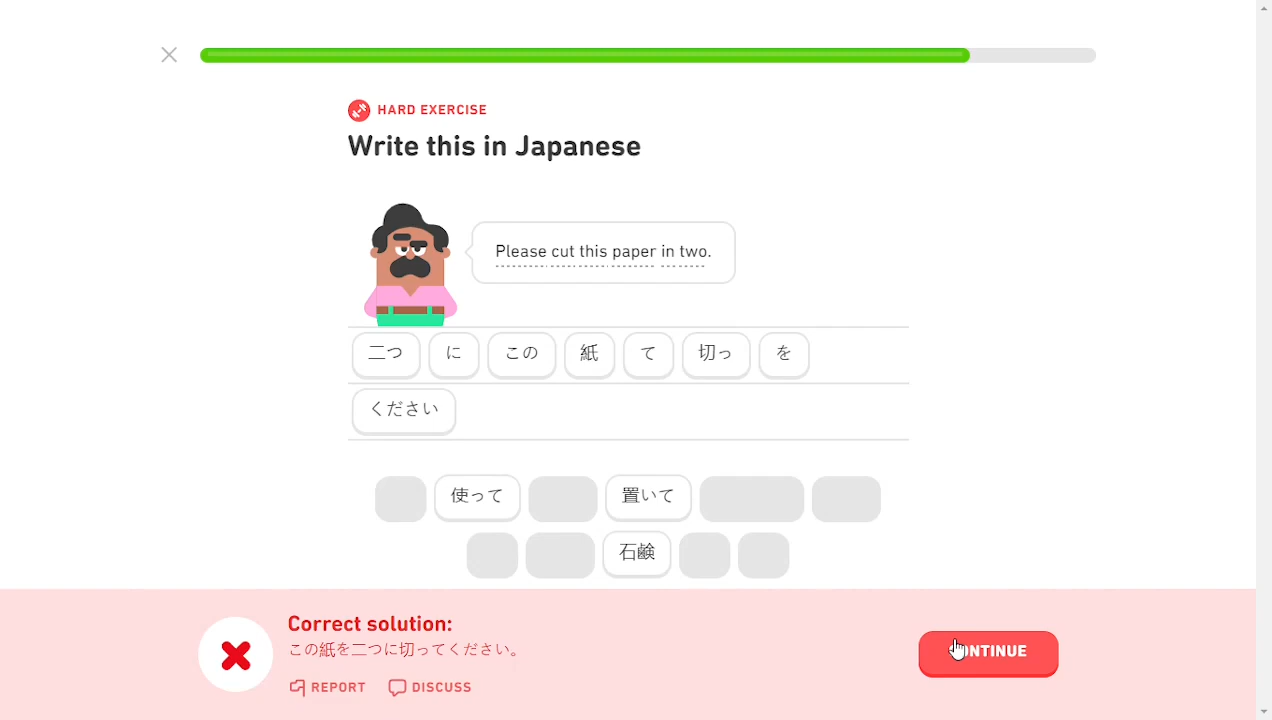 HARD EXERCISE
Write this in Japanese
Please cut this paper in two.
二つ に この 紙 て 切っ を
ください
使って 置いて
石鹸
Correct solution:
この紙を二つに切ってください。
REPORT DISCUSS
CONTINUE